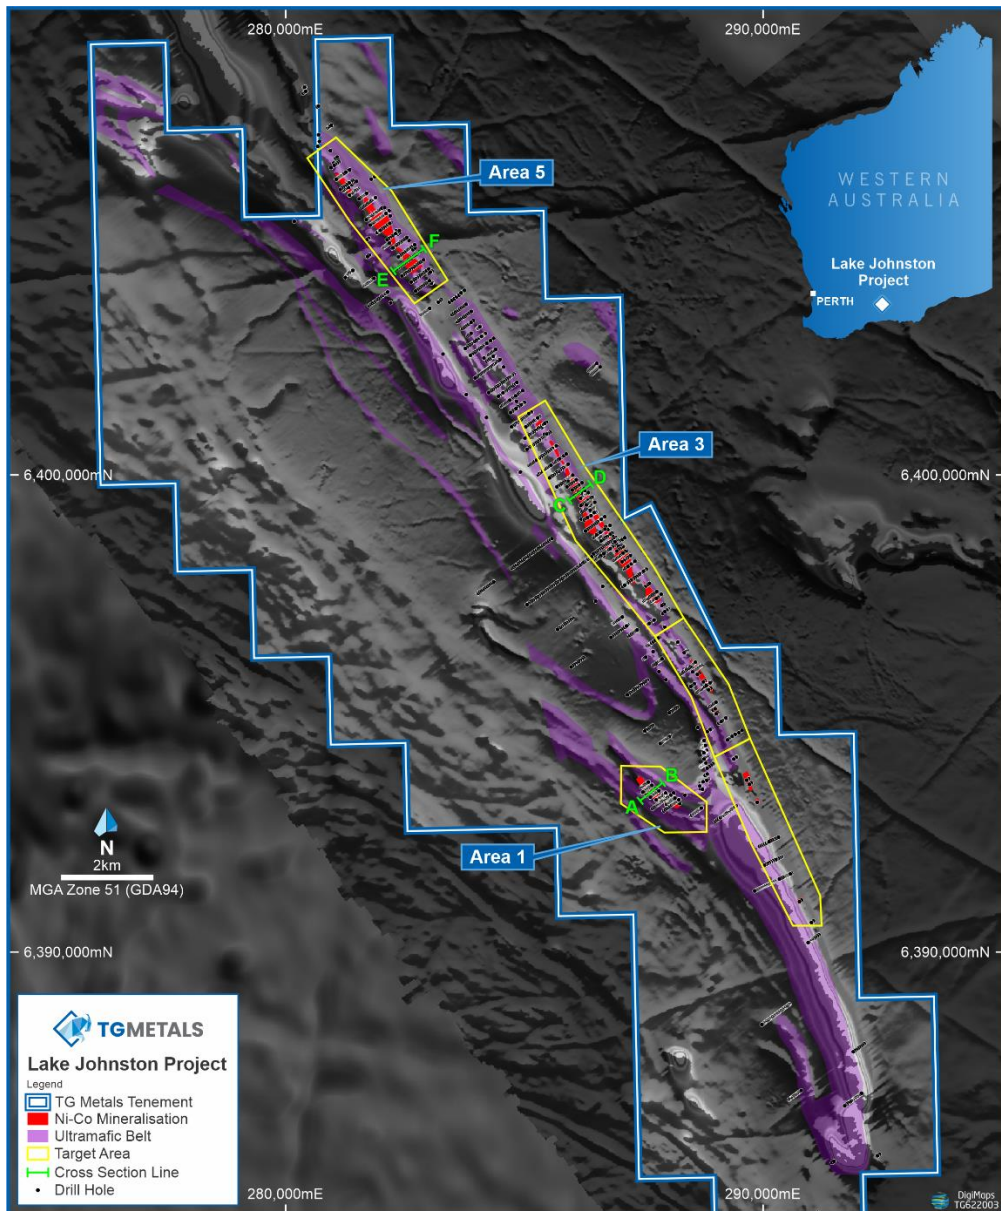 280,000mE
290,000mE
WESTERN
AUSTRALIA
Lake Johnston
Project
PERTH
Area 5
F
E
Area 3
6,400,000mN
6,400,000mN
D
C
B
A
Area 1
N
2km
MGA Zone 51 (GDA94)
6,390,000mN
6,390,000mN
TGMETALS
Lake Johnston Project
Legend
TG Metals Tenement
Ni-Co Mineralisation
Ultramafic Belt
Target Area
Cross Section Line
Drill Hole
280,000mE
290,000mE
DigiMaps
TG622003